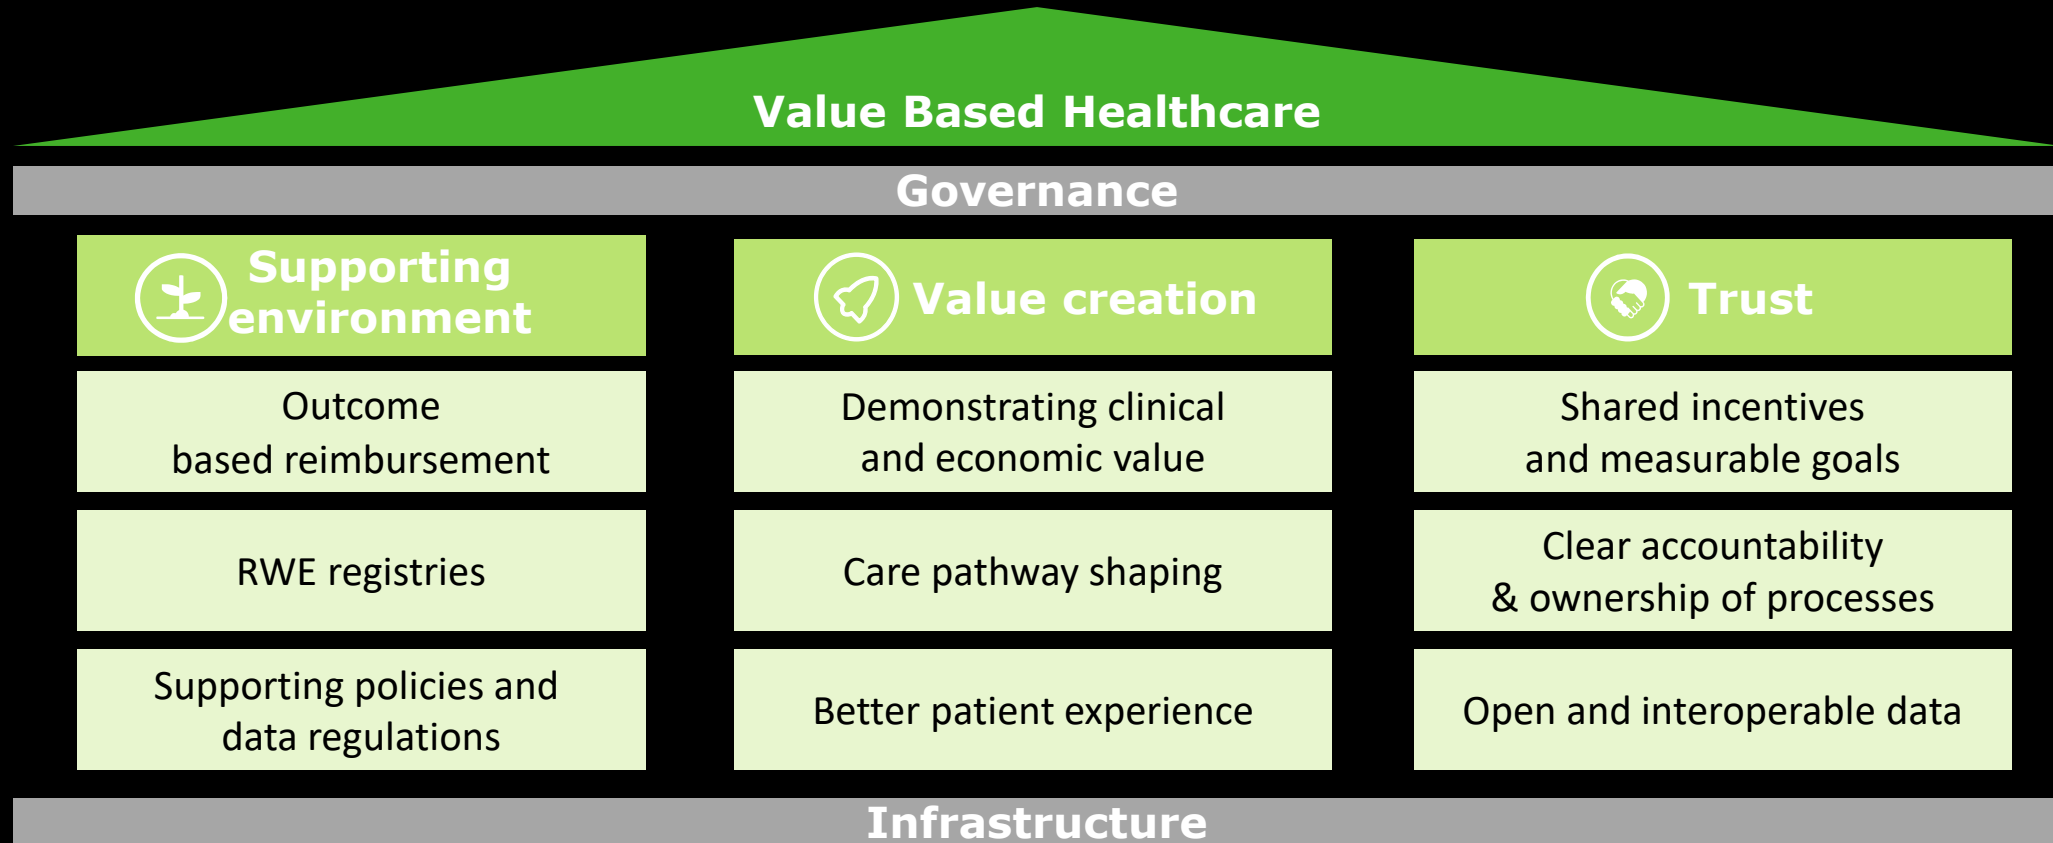 Value Based Healthcare
Governance
Supporting
environment
Outcome
based reimbursement
RWE registries
Supporting policies and
data regulations
Value creation
Demonstrating clinical
and economic value
Care pathway shaping
Better patient experience
Trust
Shared incentives
and measurable goals
Clear accountability
& ownership of processes
Open and interoperable data
Infrastructure